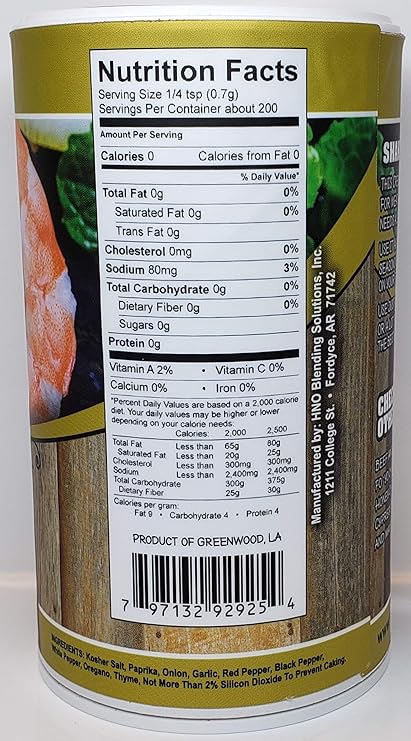 Nutrition Facts
Serving Size 1/4 tsp (0.7g)
Servings Per Container about 200
Amount Per Serving
Calories 0 Calories from Fat 0
% Daily Value*
Total Fat 0g 0%
Saturated Fat 0g 0%
Trans Fat 0g
Cholesterol 0mg 0%
Sodium 80mg 3%
Total Carbohydrate 0g 0%
Dietary Fiber 0g 0%
Sugars 0g
Protein 0g
Vitamin A 2% • Vitamin C 0%
Calcium 0% • Iron 0%
*Percent Daily Values are based on a 2,000 calorie
diet. Your daily values may be higher or lower
depending on your calorie needs:
Calories: 2,000 2,500
Total Fat Less than 65g 80g
Saturated Fat Less than 20g 25g
Cholesterol Less than 300mg 300mg
Sodium Less than 2,400mg 2,400mg
Total Carbohydrate 300g 375g
Dietary Fiber 25g 30g
Calories per gram:
Fat 9 • Carbohydrate 4 • Protein 4
PRODUCT OF GREENWOOD, LA
7 97132 92925 4
Manufactured by: HNO Blending Solutions, Inc.
1211 College St. • Fordyce, AR 71742
INGREDIENTS: Kosher Salt, Paprika, Onion, Garlic, Red Pepper, Black Pepper,
White Pepper, Oregano, Thyme, Not More Than 2% Silicon Dioxide To Prevent Caking.